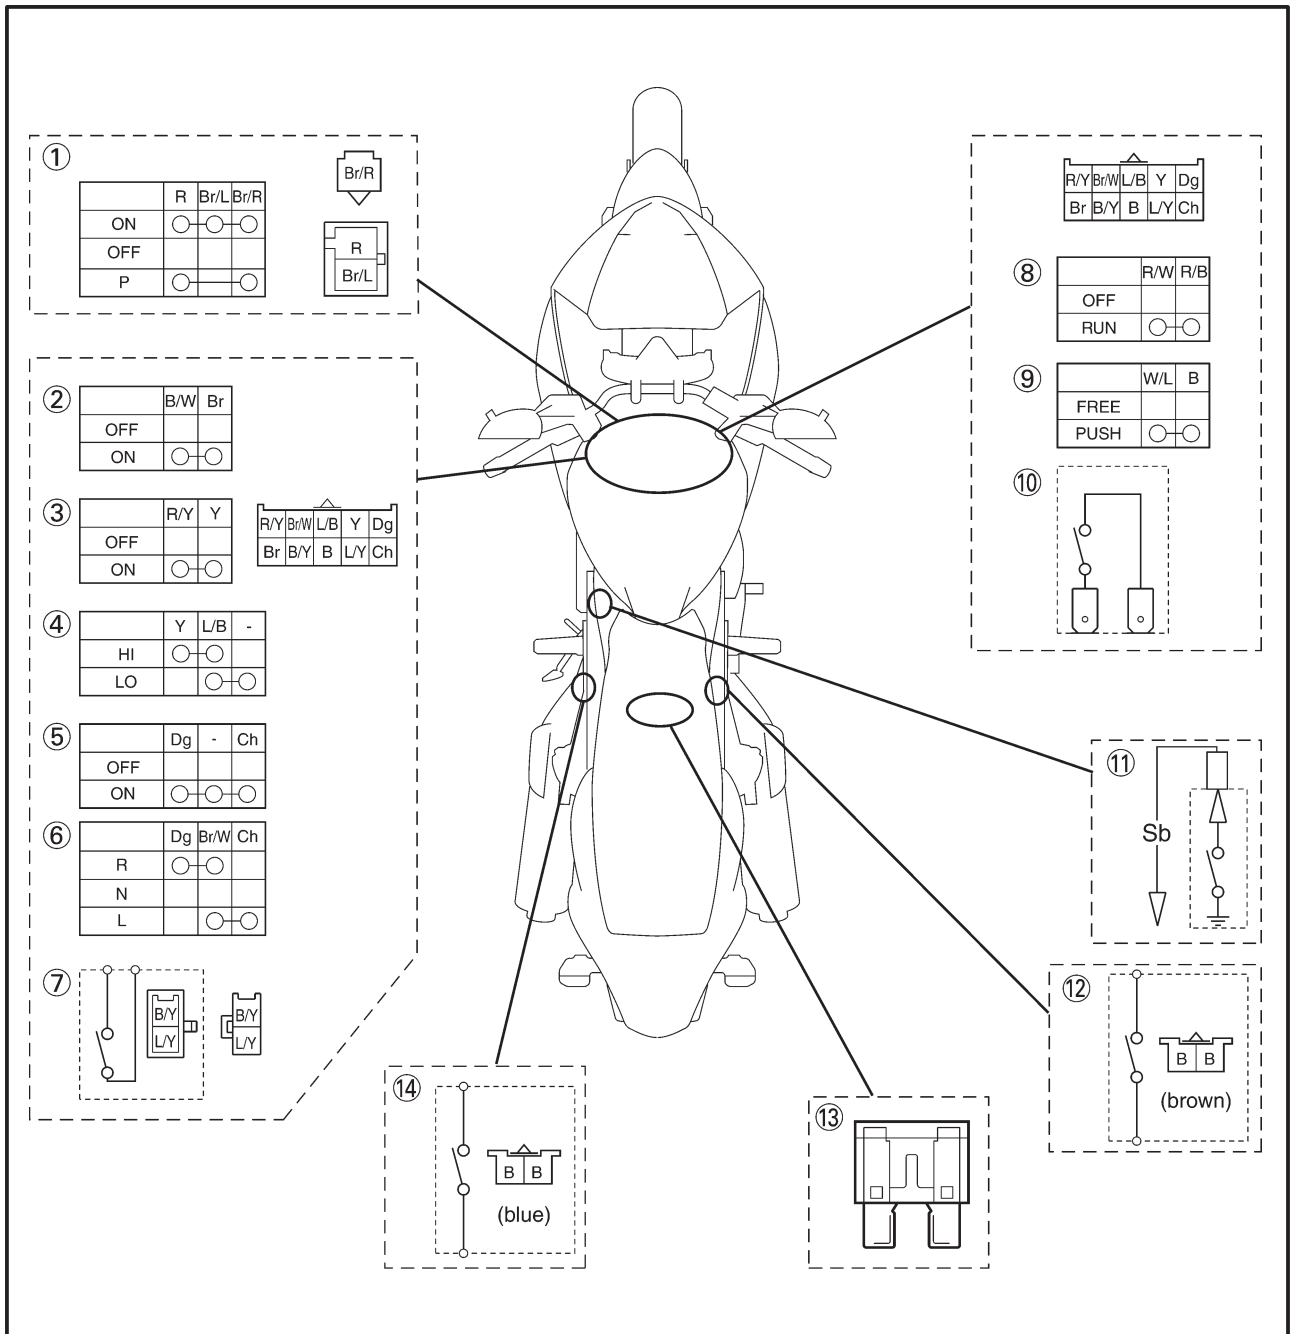 ①
R Br/L Br/R
ON
OFF
P
Br/R
R
Br/L
②
B/W Br
OFF
ON
③
R/Y Y
OFF
ON
R/Y Br/W L/B Y Dg
Br B/Y B L/Y Ch
④
Y L/B -
HI
LO
⑤
Dg - Ch
OFF
ON
⑥
Dg Br/W Ch
R
N
L
⑦
B/Y
L/Y
B/Y
L/Y
R/Y Br/W L/B Y Dg
Br B/Y B L/Y Ch
⑧
R/W R/B
OFF
RUN
⑨
W/L B
FREE
PUSH
⑩
⑪
Sb
⑫
B B
(brown)
⑬
⑭
B B
(blue)